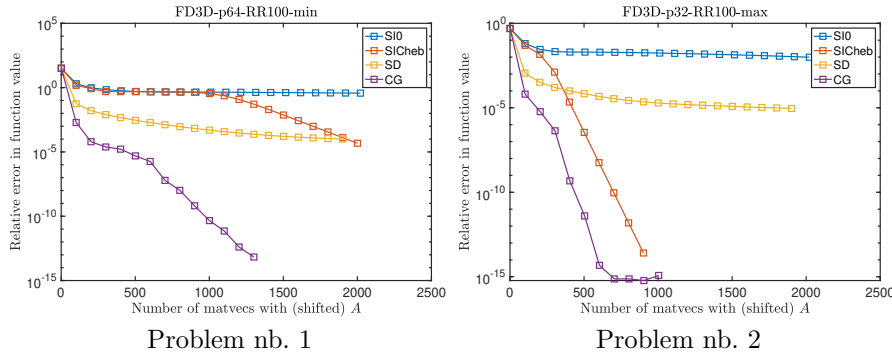 FD3D-p64-RR100-min
Relative error in function value
10^5
10^0
10^-5
10^-10
10^-15
0
500
1000
1500
2000
2500
Number of matvecs with (shifted) A
SI0
SICheb
SD
CG
Problem nb. 1
FD3D-p32-RR100-max
Relative error in function value
10^0
10^-5
10^-10
10^-15
0
500
1000
1500
2000
2500
Number of matvecs with (shifted) A
SI0
SICheb
SD
CG
Problem nb. 2